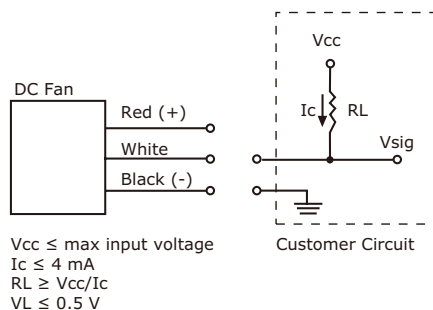 Vcc
DC Fan
Ic
RL
Red (+)
Vsig
White
Black (-)
Vcc ≤ max input voltage
Customer Circuit
Ic ≤ 4 mA
RL ≥ Vcc/Ic
VL ≤ 0.5 V